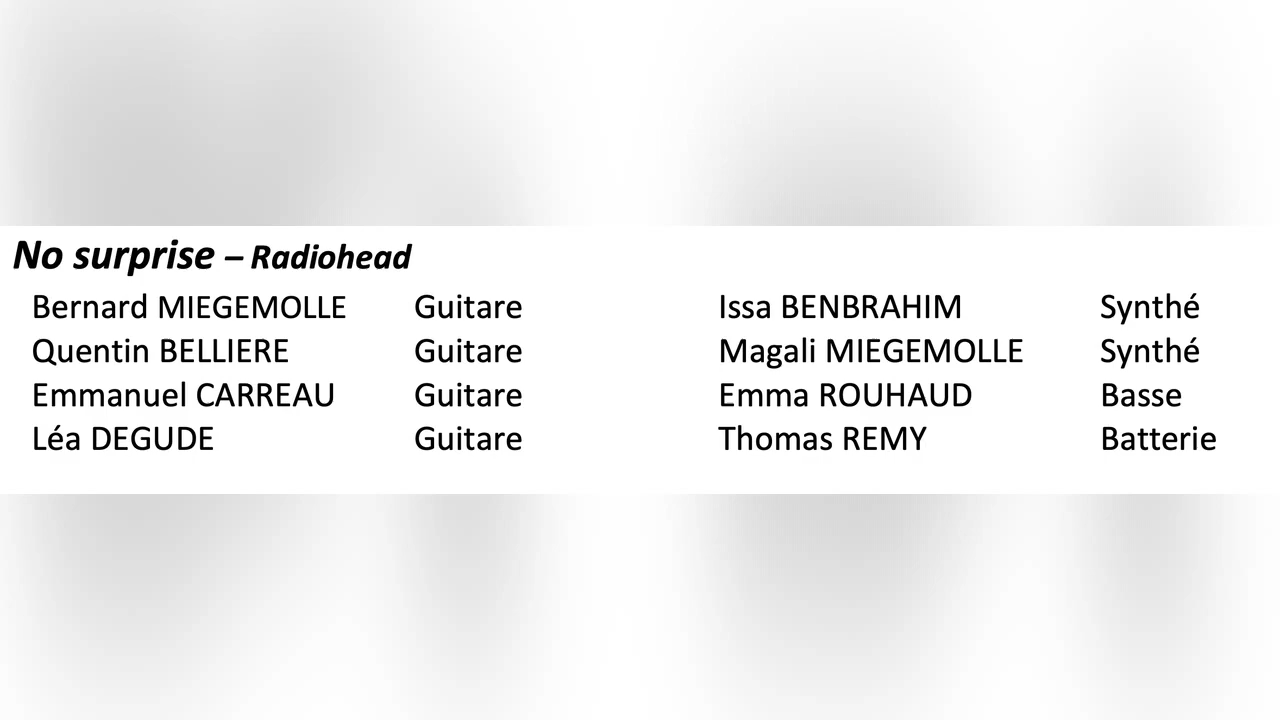 No surprise – Radiohead
Bernard MIEGEMOLLE Guitare Issa BENBRAHIM Synthé
Quentin BELLIERE Guitare Magali MIEGEMOLLE Synthé
Emmanuel CARREAU Guitare Emma ROUHAUD Basse
Léa DEGUDE Guitare Thomas REMY Batterie